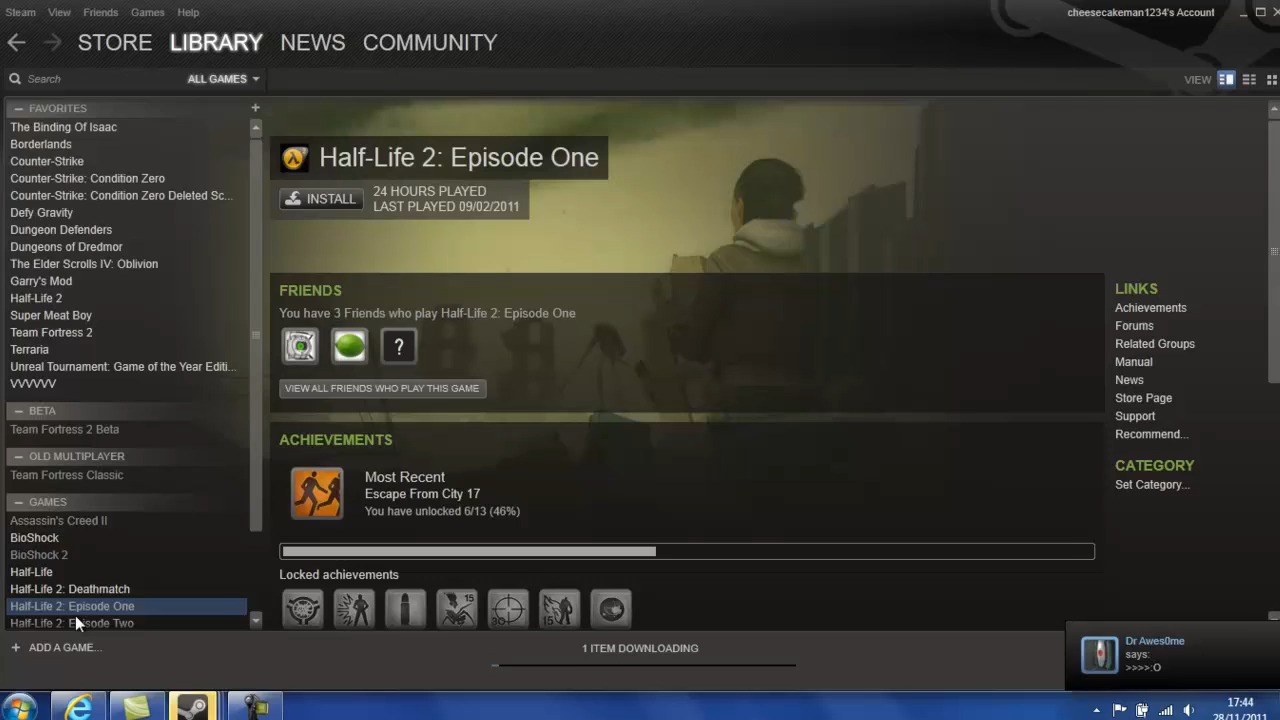 Steam View Friends Games Help
cheesecakeman1234's Account
STORE LIBRARY NEWS COMMUNITY
Search
ALL GAMES
VIEW
FAVORITES
The Binding Of Isaac
Borderlands
Counter-Strike
Counter-Strike: Condition Zero
Counter-Strike: Condition Zero Deleted Sc...
Defy Gravity
Dungeon Defenders
Dungeons of Dredmor
The Elder Scrolls IV: Oblivion
Garry's Mod
Half-Life 2
Super Meat Boy
Team Fortress 2
Terraria
Unreal Tournament: Game of the Year Editi...
VVVVVV
BETA
Team Fortress 2 Beta
OLD MULTIPLAYER
Team Fortress Classic
GAMES
Assassin's Creed II
BioShock
BioShock 2
Half-Life
Half-Life 2: Deathmatch
Half-Life 2: Episode One
Half-Life 2: Episode Two
ADD A GAME...
Half-Life 2: Episode One
INSTALL
24 HOURS PLAYED
LAST PLAYED 09/02/2011
FRIENDS
You have 3 Friends who play Half-Life 2: Episode One
?
VIEW ALL FRIENDS WHO PLAY THIS GAME
ACHIEVEMENTS
Most Recent
Escape From City 17
You have unlocked 6/13 (46%)
Locked achievements
15
30
15
LINKS
Achievements
Forums
Related Groups
Manual
News
Store Page
Support
Recommend...
CATEGORY
Set Category...
1 ITEM DOWNLOADING
Dr Awes0me
says:
>>>>:O
17:44
28/11/2011